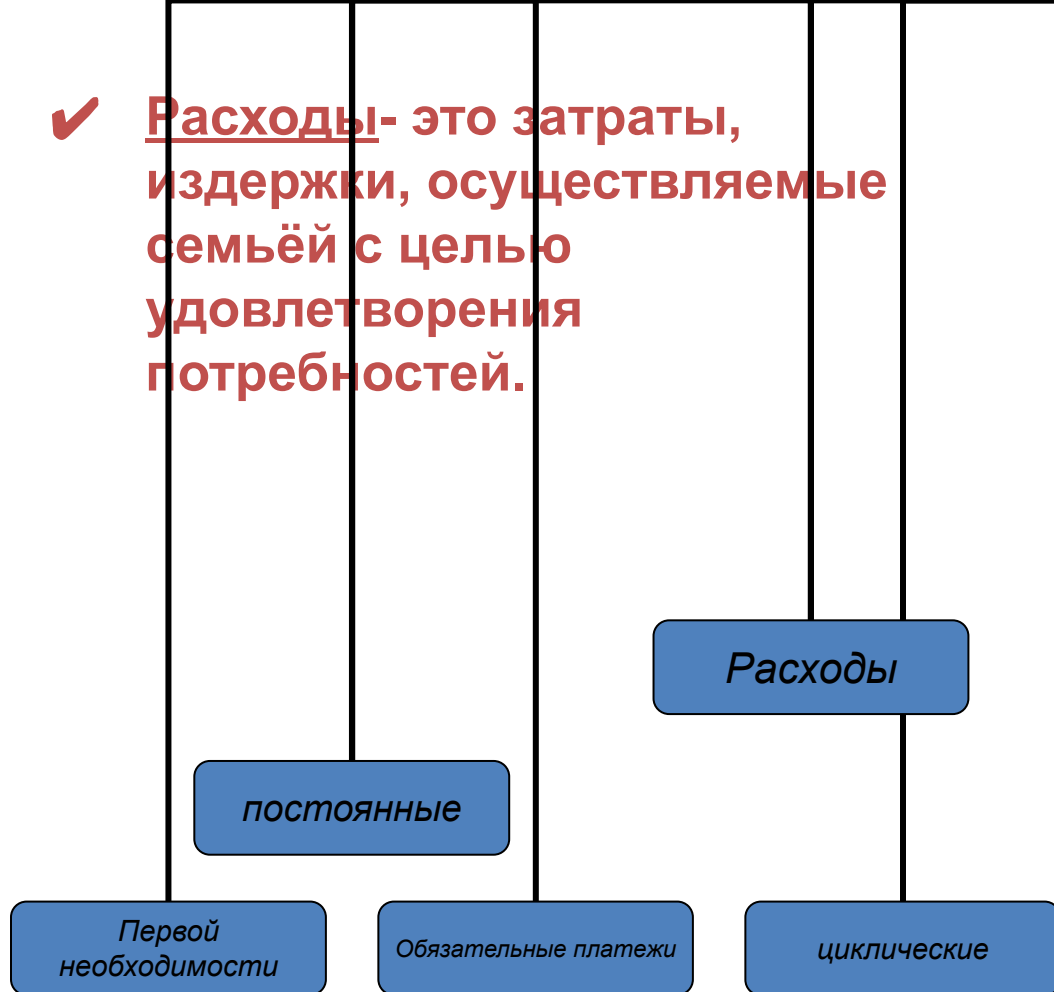 ✔ Расходы- это затраты,
издержки, осуществляемые
семьёй с целью
удовлетворения
потребностей.
Расходы
постоянные
Первой
необходимости
Обязательные платежи
циклические